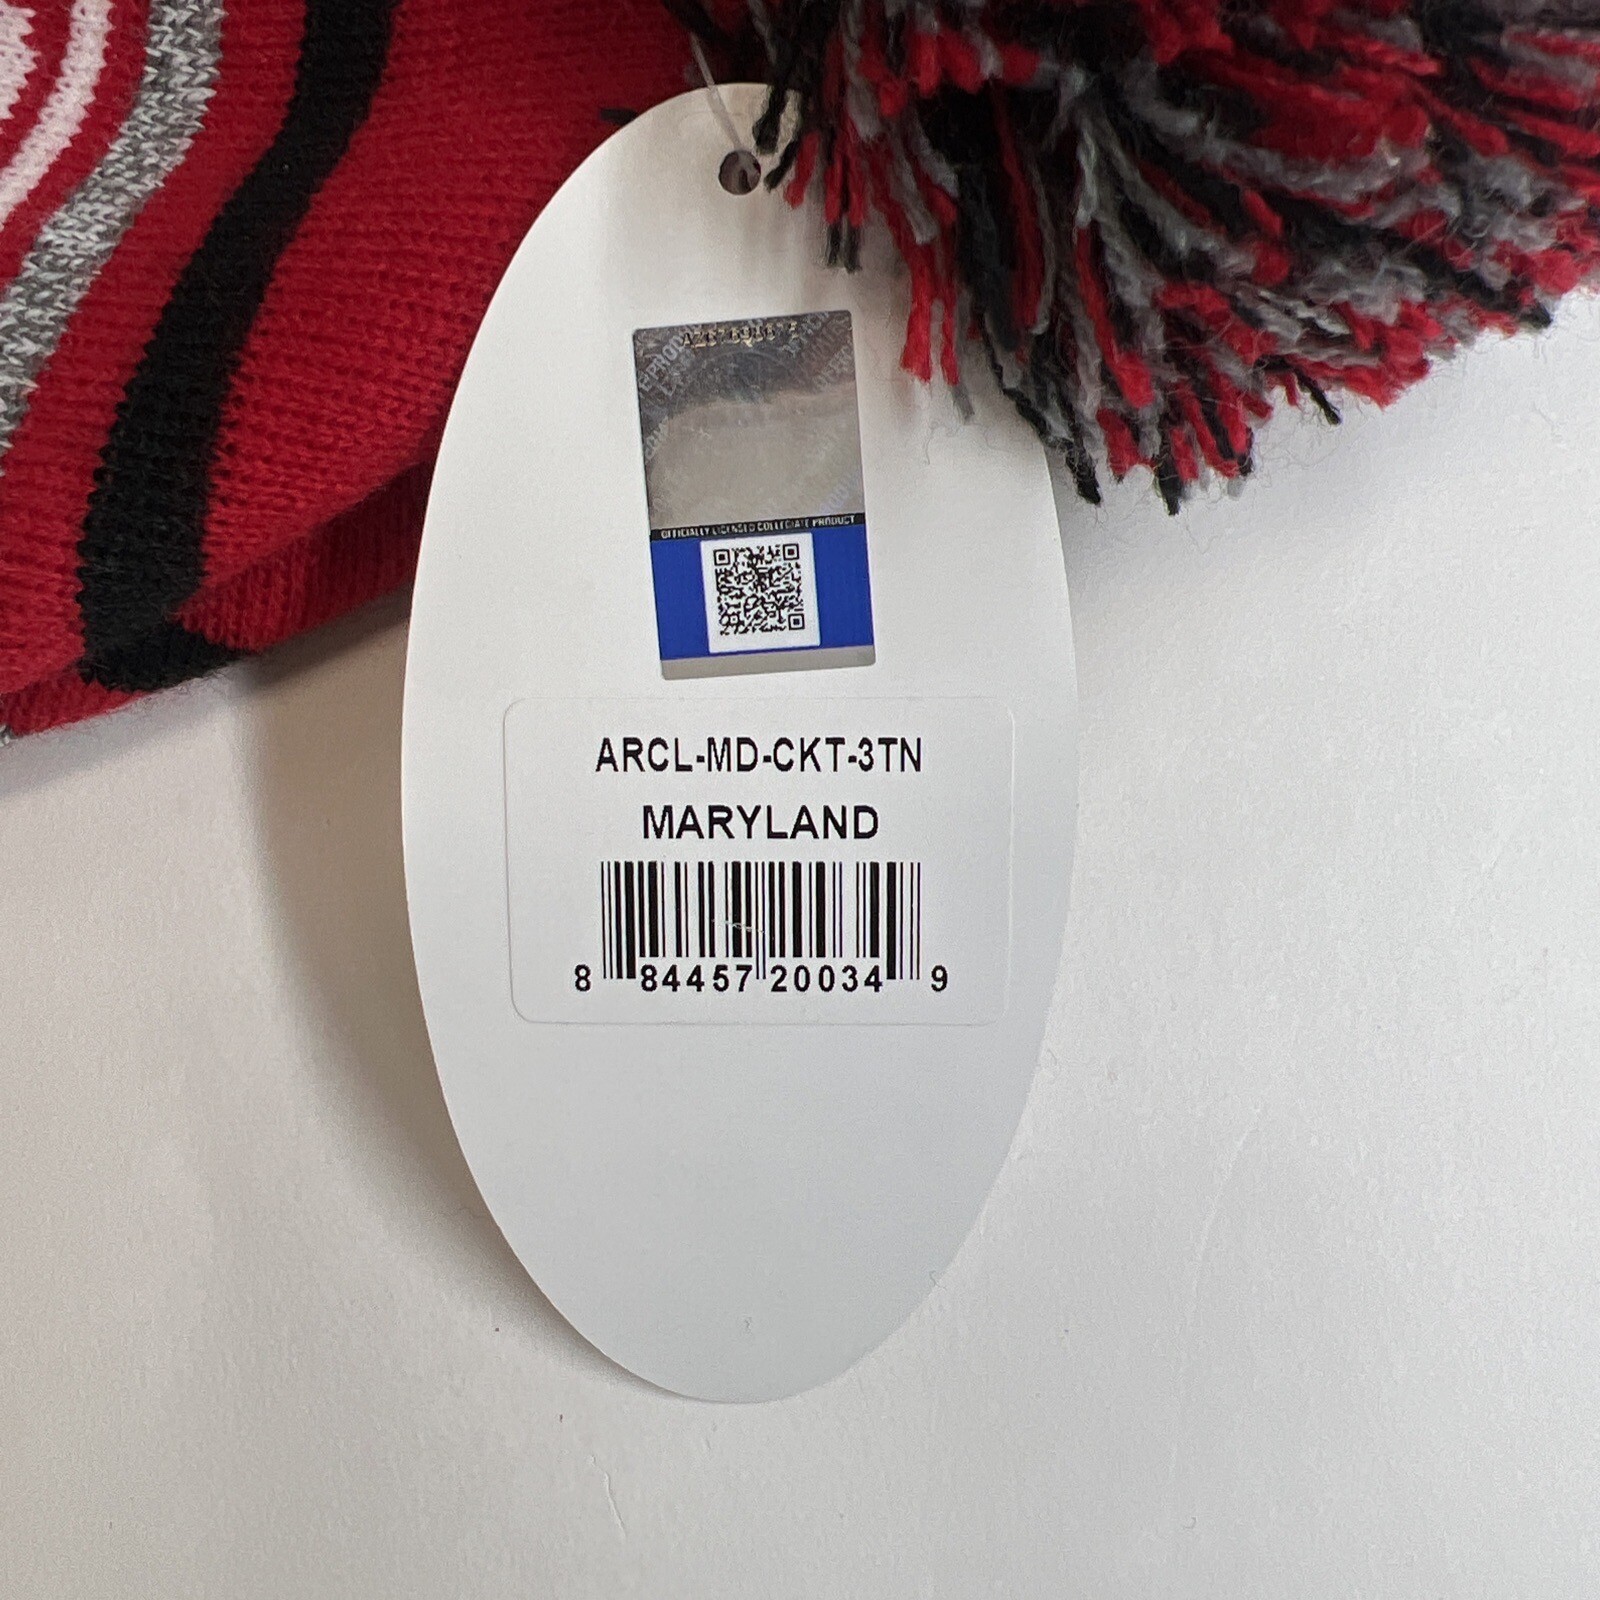 OFFICIALLY LICENSED COLLEGIATE PRODUCT
ARCL-MD-CKT-3TN
MARYLAND
8 84457 20034 9